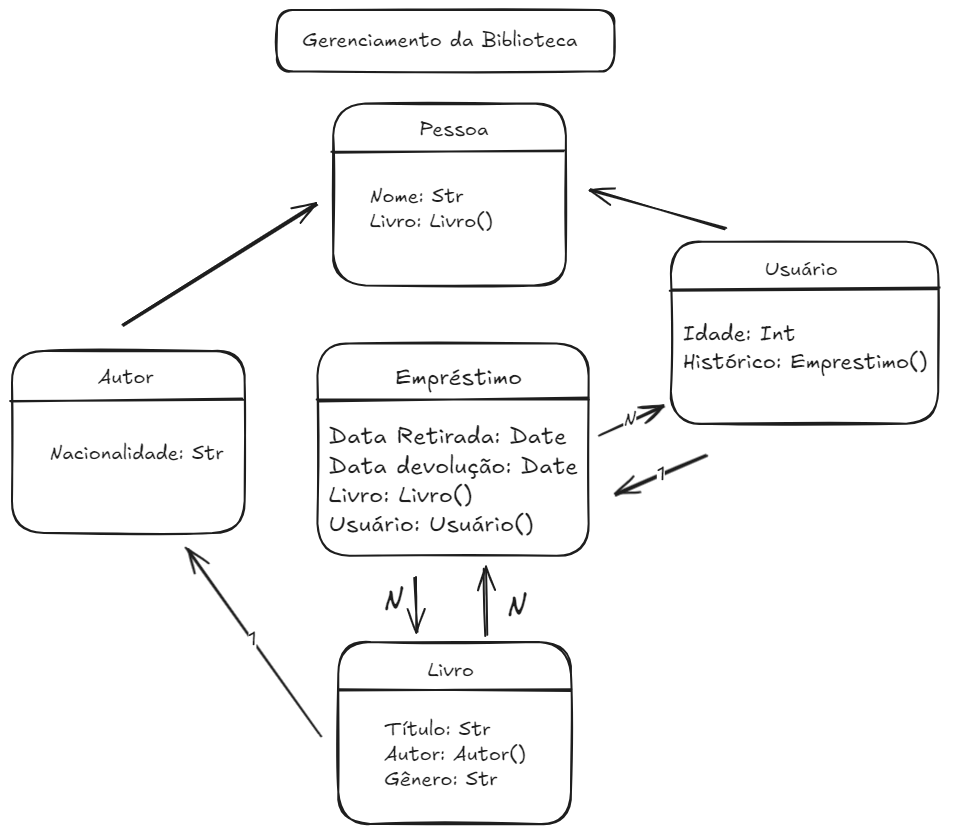 Gerenciamento da Biblioteca
Pessoa
Nome: Str
Livro: Livro()
Usuário
Idade: Int
Histórico: Emprestimo()
Autor
Nacionalidade: Str
Empréstimo
Data Retirada: Date
Data devolução: Date
Livro: Livro()
Usuário: Usuário()
N
1
N
N
1
Livro
Título: Str
Autor: Autor()
Gênero: Str